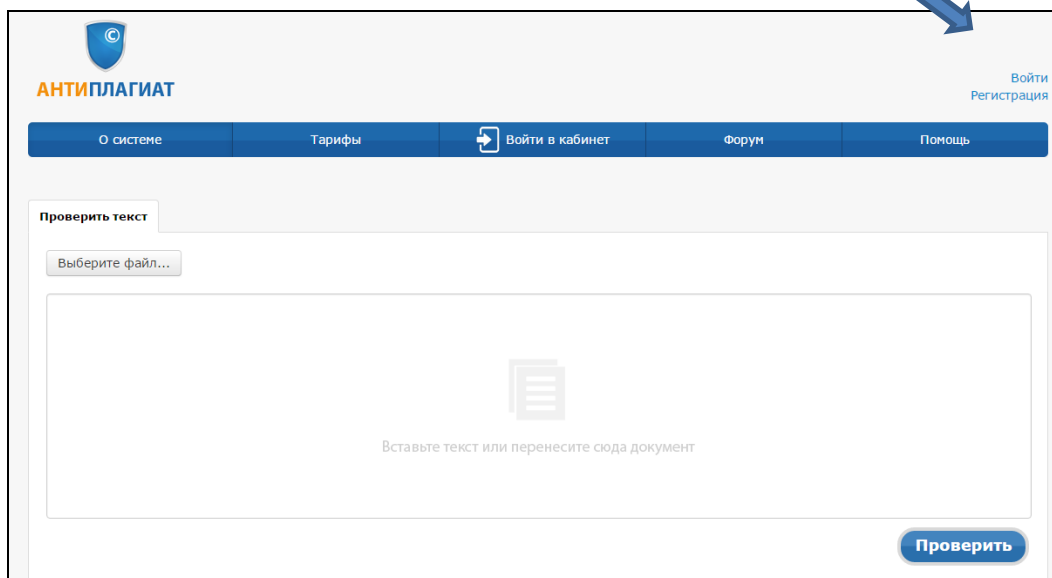 ©
АНТИПЛАГИАТ
Войти
Регистрация
О системе
Тарифы
Войти в кабинет
Форум
Помощь
Проверить текст
Выберите файл...
Вставьте текст или перенесите сюда документ
Проверить